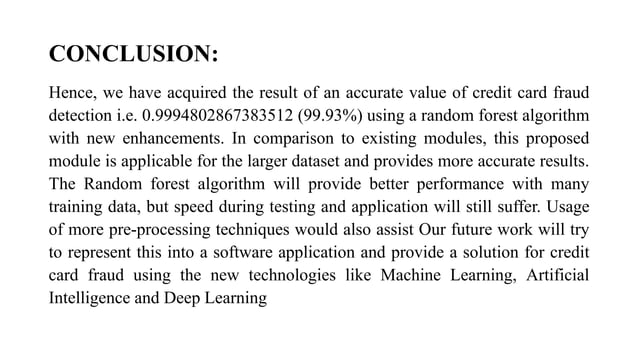 CONCLUSION:
Hence, we have acquired the result of an accurate value of credit card fraud
detection i.e. 0.9994802867383512 (99.93%) using a random forest algorithm
with new enhancements. In comparison to existing modules, this proposed
module is applicable for the larger dataset and provides more accurate results.
The Random forest algorithm will provide better performance with many
training data, but speed during testing and application will still suffer. Usage
of more pre-processing techniques would also assist Our future work will try
to represent this into a software application and provide a solution for credit
card fraud using the new technologies like Machine Learning, Artificial
Intelligence and Deep Learning